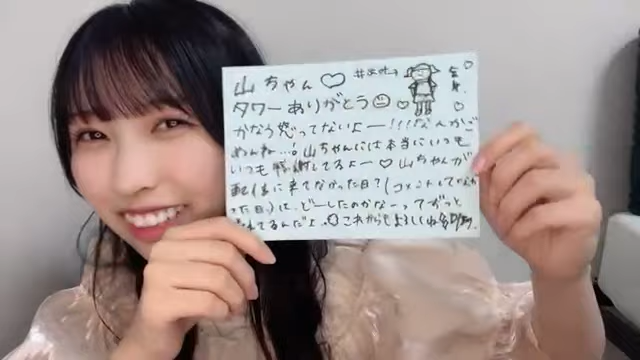 山ちゃん♡
タワーありがとう☺
かなう怒ってないよー!!!なんかご
めんね…! 山ちゃんには本当にいつも
いつも感謝してるよー♡ 山ちゃんが
配信に来てなかった日?(コメントしてなか
った日)は、どーしたのかなーってずっと
てるんだよ これからもよろしくね